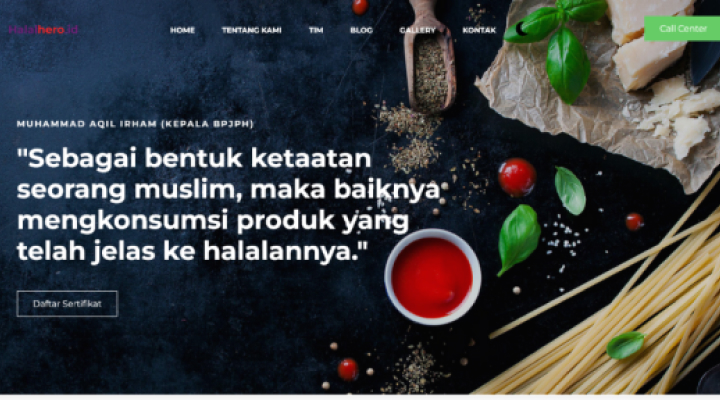 Halalhero.id
HOME TENTANG KAMI TIM BLOG GALLERY KONTAK
Call Center
MUHAMMAD AQIL IRHAM (KEPALA BPJPH)
"Sebagai bentuk ketaatan
seorang muslim, maka baiknya
mengkonsumsi produk yang
telah jelas ke halalannya."
Daftar Sertifikat